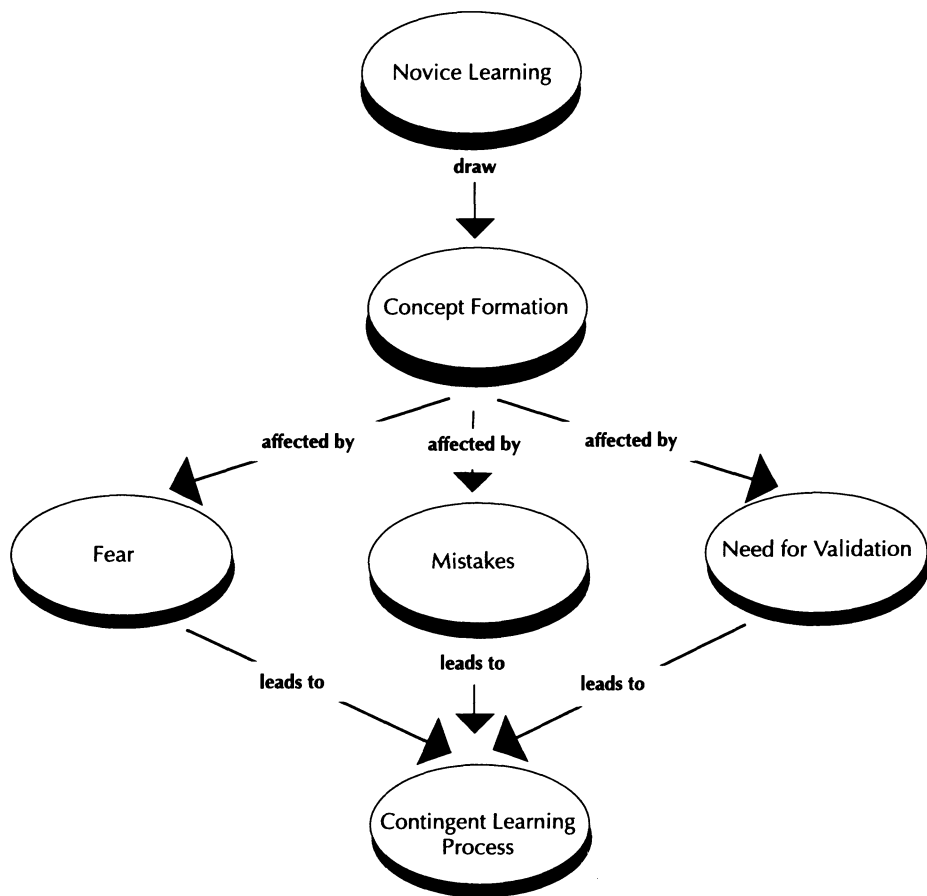 Novice Learning
draw
Concept Formation
affected by
affected by
affected by
Fear
Mistakes
Need for Validation
leads to
leads to
leads to
Contingent Learning
Process